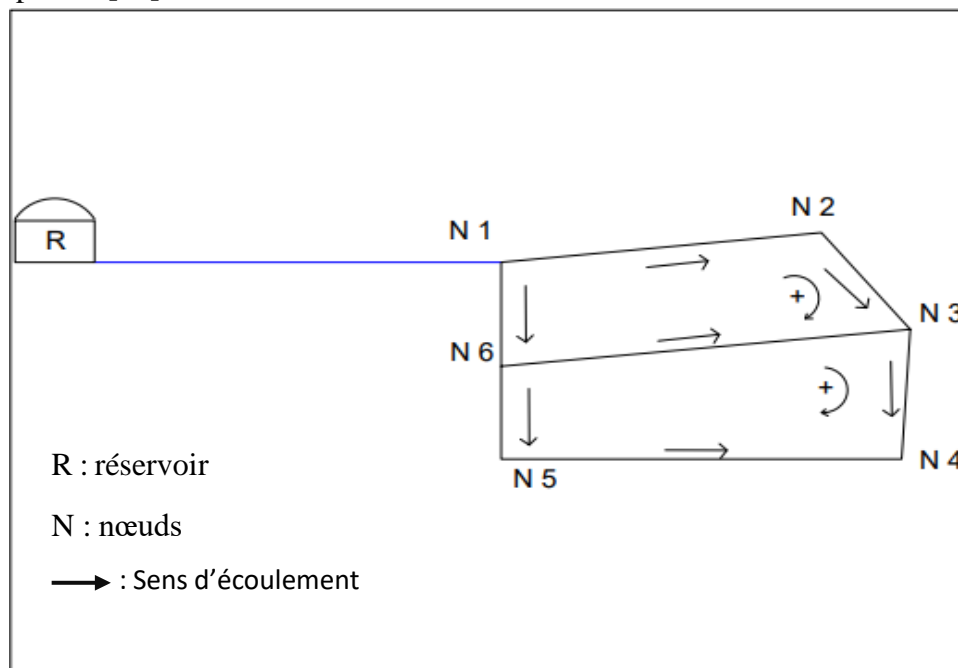 N 2
N 1
R
+
N 3
N 6
+
R : réservoir
N 5
N 4
N : nœuds
: Sens d’écoulement